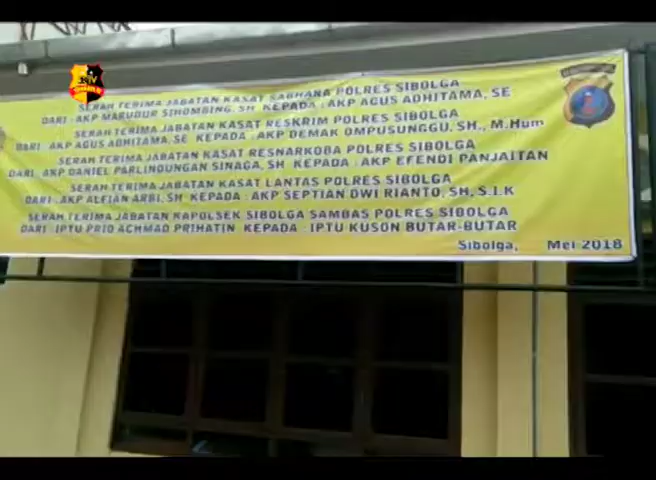 SERAH TERIMA JABATAN KASAT SABHARA POLRES SIBOLGA
DARI : AKP MARUDUR SIHOMBING, SH KEPADA : AKP AGUS ADHITAMA, SE
SERAH TERIMA JABATAN KASAT RESKRIM POLRES SIBOLGA
DARI : AKP AGUS ADHITAMA, SE KEPADA : AKP DEMAK OMPUSUNGGU, SH., M.Hum
SERAH TERIMA JABATAN KASAT RESNARKOBA POLRES SIBOLGA
DARI : AKP DANIEL PARLINDUNGAN SINAGA, SH KEPADA : AKP EFENDI PANJAITAN
SERAH TERIMA JABATAN KASAT LANTAS POLRES SIBOLGA
DARI : AKP ALFIAN ARBI, SH KEPADA : AKP SEPTIAN DWI RIANTO, SH, S.I.K
SERAH TERIMA JABATAN KAPOLSEK SIBOLGA SAMBAS POLRES SIBOLGA
DARI : IPTU PRIO ACHMAD PRIHATIN KEPADA : IPTU KUSON BUTAR-BUTAR
Sibolga, Mei 2018